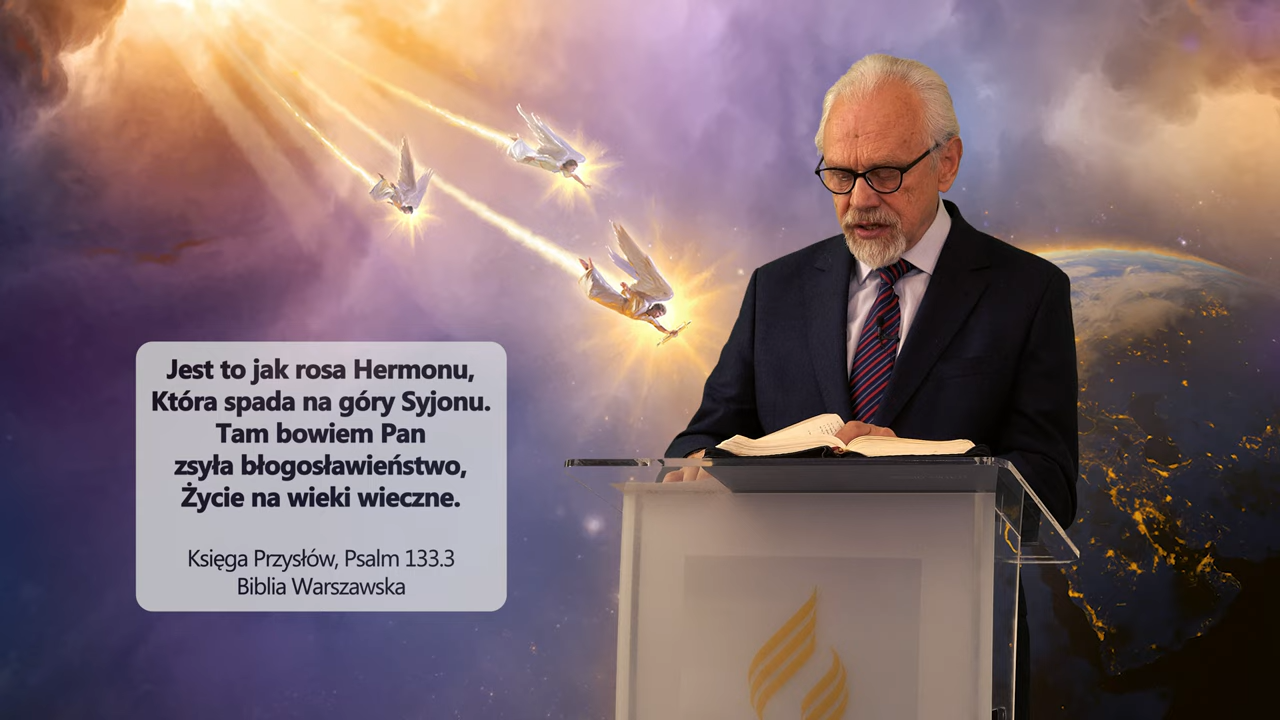 Jest to jak rosa Hermonu,
Która spada na góry Syjonu.
Tam bowiem Pan
zsyła błogosławieństwo,
Życie na wieki wieczne.
Księga Przysłów, Psalm 133.3
Biblia Warszawska